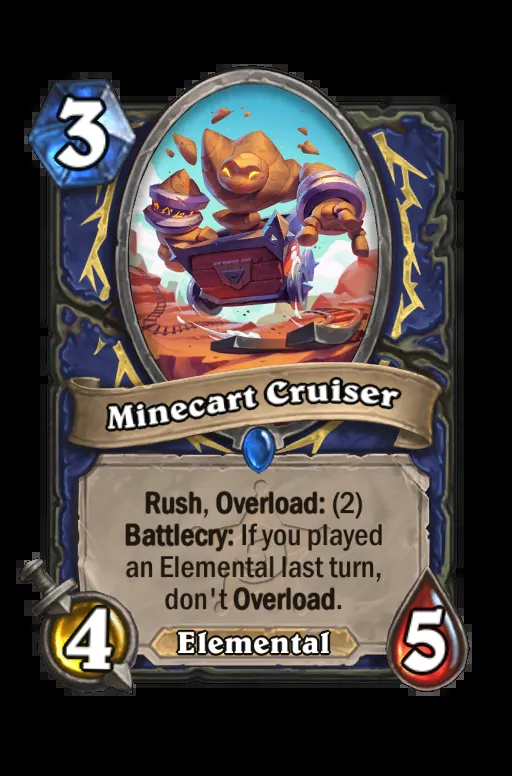 3
Minecart Cruiser
Rush, Overload: (2)
Battlecry: If you played
an Elemental last turn,
don't Overload.
4
Elemental
5